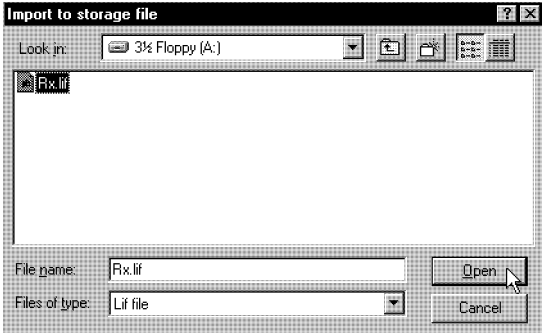 Import to storage file
Look in: 3½ Floppy (A:)
Rx.lif
File name: Rx.lif Open
Files of type: Lif file Cancel